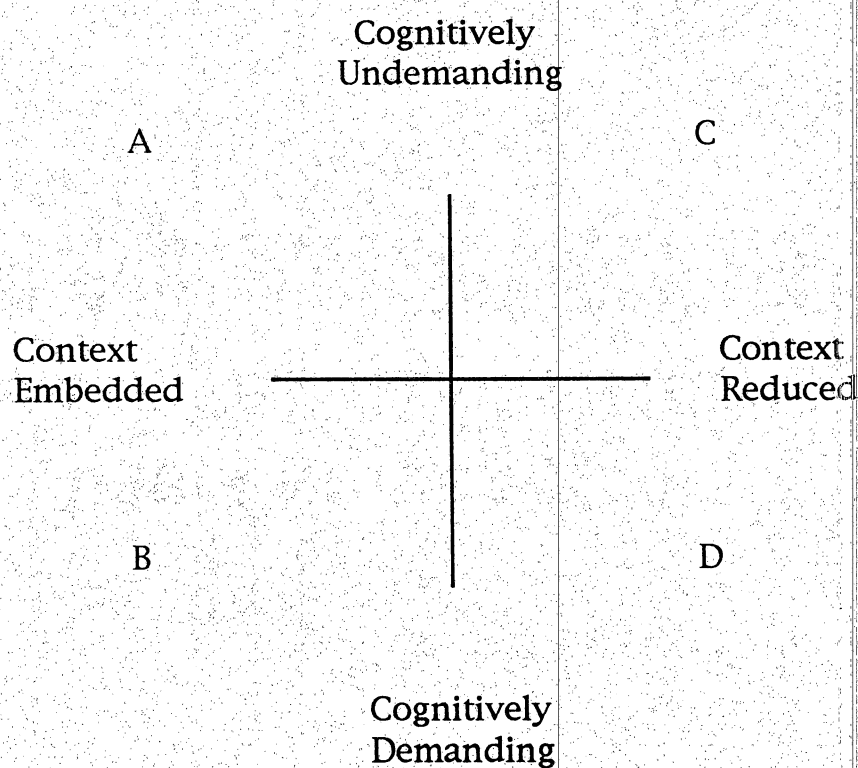 Cognitively
Undemanding
A
C
Context
Embedded
Context
Reduced
B
D
Cognitively
Demanding